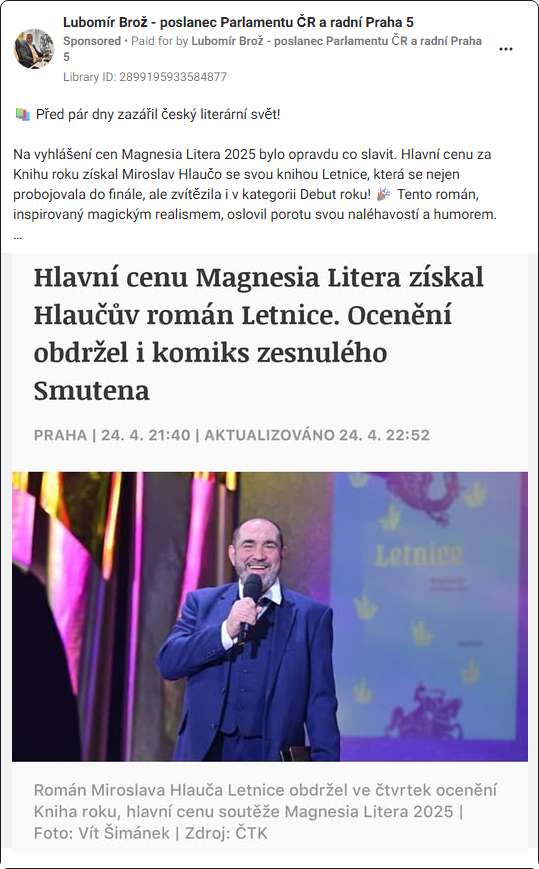 Lubomír Brož - poslanec Parlamentu ČR a radní Praha 5
Sponsored • Paid for by Lubomír Brož - poslanec Parlamentu ČR a radní Praha
5
Library ID: 2899195933584877
📚 Před pár dny zazářil český literární svět!
Na vyhlášení cen Magnesia Litera 2025 bylo opravdu co slavit. Hlavní cenu za
Knihu roku získal Miroslav Hlaučo se svou knihou Letnice, která se nejen
probojovala do finále, ale zvítězila i v kategorii Debut roku! 🎉 Tento román,
inspirovaný magickým realismem, oslovil porotu svou naléhavostí a humorem.
...
Hlavní cenu Magnesia Litera získal
Hlaučův román Letnice. Ocenění
obdržel i komiks zesnulého
Smutena
PRAHA | 24. 4. 21:40 | AKTUALIZOVÁNO 24. 4. 22:52
Letnice
Román Miroslava Hlauča Letnice obdržel ve čtvrtek ocenění
Kniha roku, hlavní cenu soutěže Magnesia Litera 2025 |
Foto: Vít Šimánek | Zdroj: ČTK